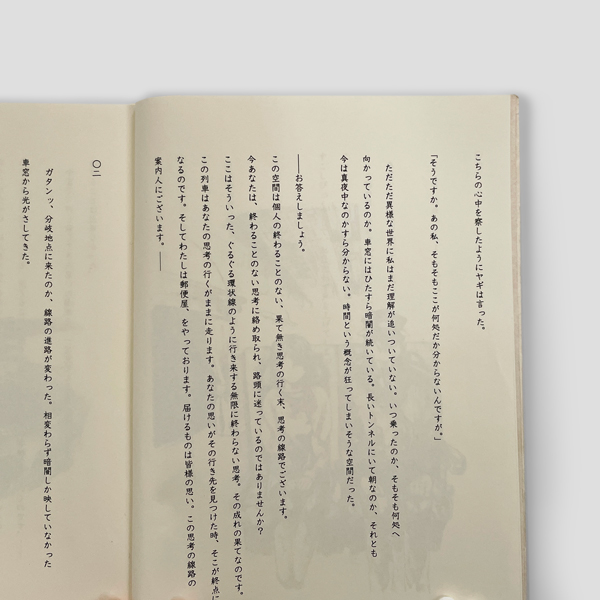 こちらの心中を察したようにヤギは言った。
「そうですか。あの私、そもそもここが何処だか分からないんですが。」
ただただ異様な世界に私はまだ理解が追いついていない。いつ乗ったのか、そもそも何処へ
向かっているのか。車窓にはひたすら暗闇が続いている。長いトンネルにいて朝なのか、それとも
今は真夜中なのかすら分からない。時間という概念が狂ってしまいそうな空間だった。
――お答えしましょう。
この空間は個人の終わることのない、果て無き思考の行く末、思考の線路でございます。
今あなたは、終わることのない思考に絡め取られ、路頭に迷っているのではありませんか?
ここはそういった、ぐるぐる環状線のように行き来する無限に終わらない思考。その成れの果てなのです。
この列車はあなたの思考の行くがままに走ります。あなたの思いがその行き先を見つけた時、そこが終点に
なるのです。そしてわたしは郵便屋、をやっております。届けるものは皆様の思い。この思考の線路の
案内人にございます。――
〇二
ガタンッ、分岐地点に来たのか、線路の進路が変わった。相変わらず暗闇しか映していなかった
車窓から光がさしてきた。